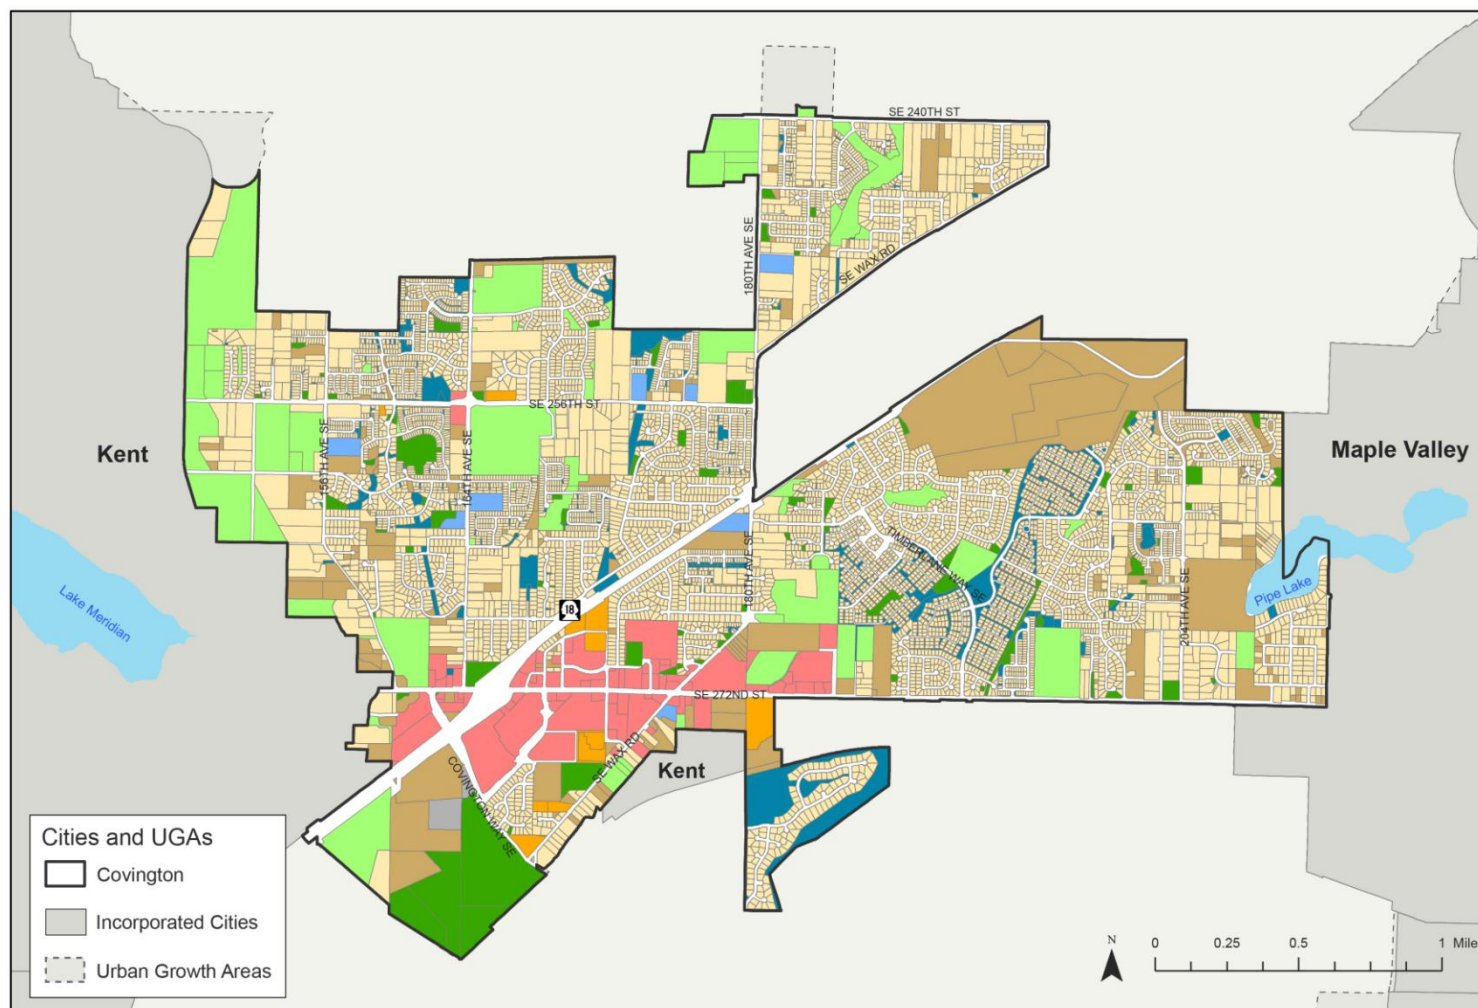 SE 240TH ST
180TH AVE SE
SE WAX RD
SE 256TH ST
Kent
Maple Valley
156TH AVE SE
164TH AVE SE
180TH AVE SE
TIMBERLANE WAY SE
204TH AVE SE
Pipe Lake
Lake Meridian
18
SE 272ND ST
SE WAX RD
Kent
COVINGTON WAY SE
Cities and UGAs
Covington
Incorporated Cities
Urban Growth Areas
N
0 0.25 0.5 1 Mile